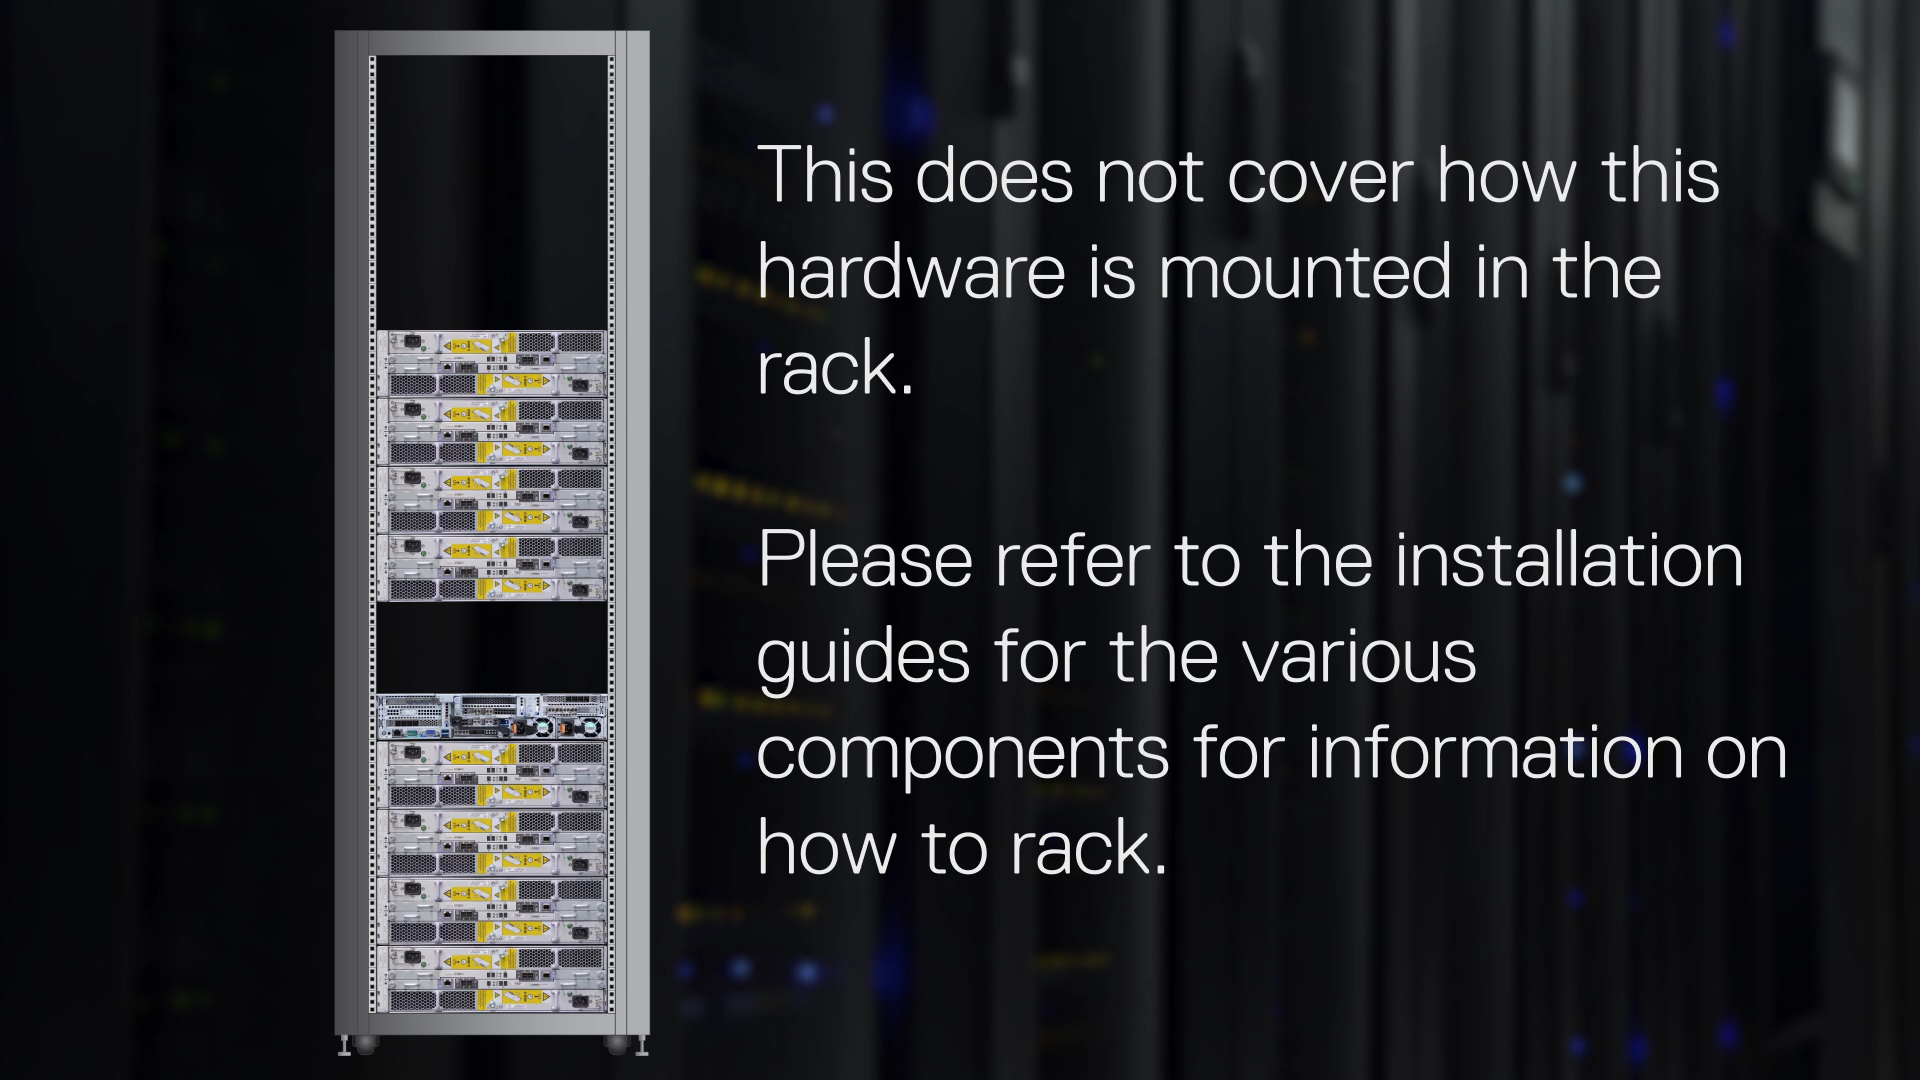 This does not cover how this
hardware is mounted in the
rack.
Please refer to the installation
guides for the various
components for information on
how to rack.